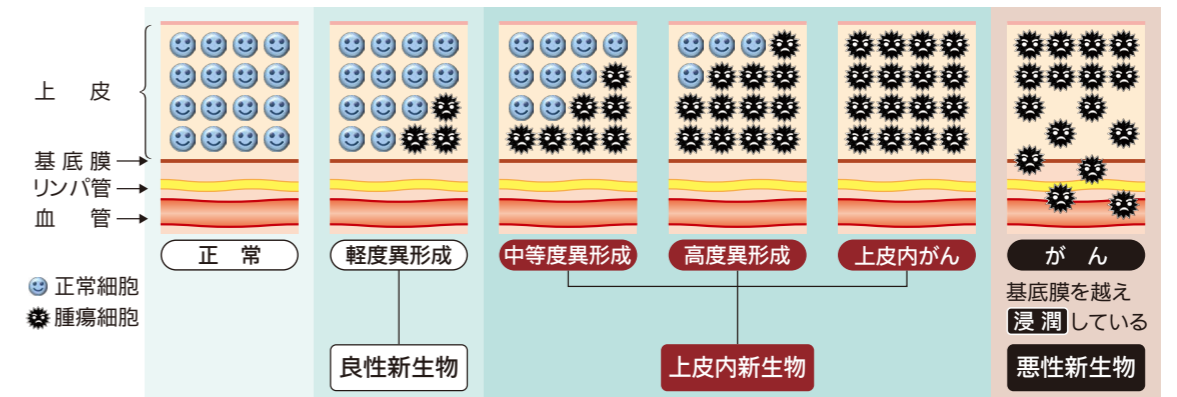 上皮
基底膜
リンパ管
血管
正常細胞
腫瘍細胞
正常
軽度異形成
中等度異形成
高度異形成
上皮内がん
がん
基底膜を越え
浸潤している
良性新生物
上皮内新生物
悪性新生物